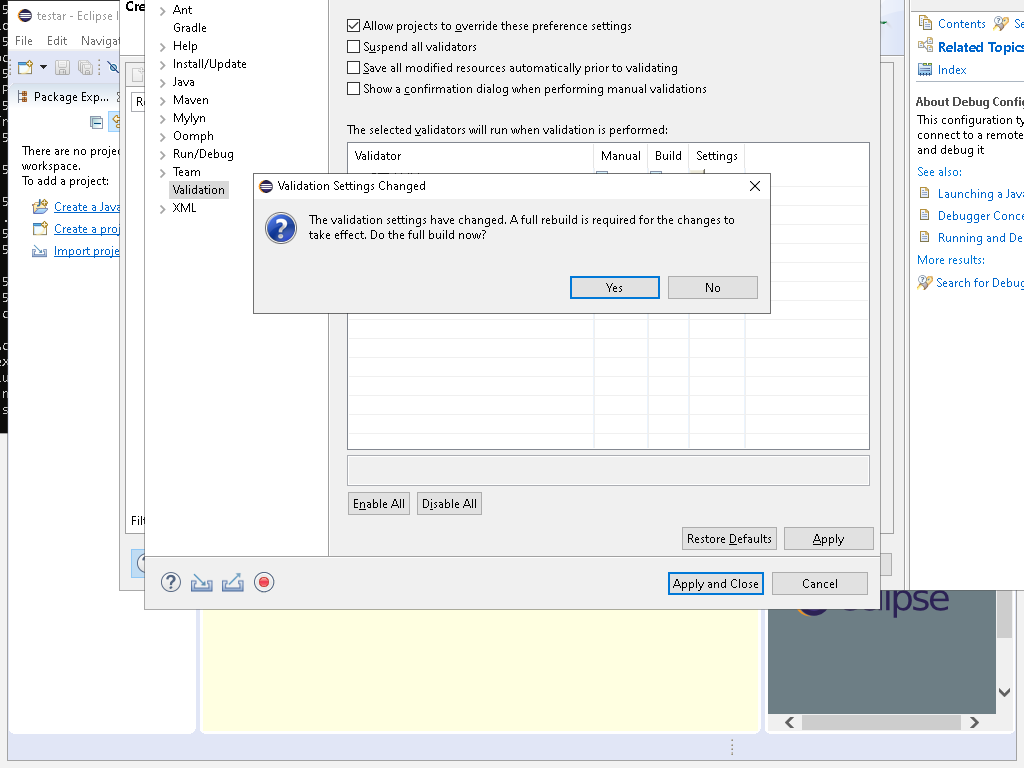 testar - Eclipse I
File Edit Navigat
Package Exp...
There are no projec
workspace.
To add a project:
Create a Java
Create a proj
Import proje
Cre
Ant
Gradle
Help
Install/Update
Java
Maven
Mylyn
Oomph
Run/Debug
Team
Validation
XML
Allow projects to override these preference settings
Suspend all validators
Save all modified resources automatically prior to validating
Show a confirmation dialog when performing manual validations
The selected validators will run when validation is performed:
Validator Manual Build Settings
Validation Settings Changed
The validation settings have changed. A full rebuild is required for the changes to
take effect. Do the full build now?
Yes No
Enable All Disable All
Restore Defaults Apply
Apply and Close Cancel
Filt
Contents Se
Related Topics
Index
About Debug Config
This configuration ty
connect to a remote
and debug it
See also:
Launching a Java
Debugger Conce
Running and De
More results:
Search for Debug
eclipse